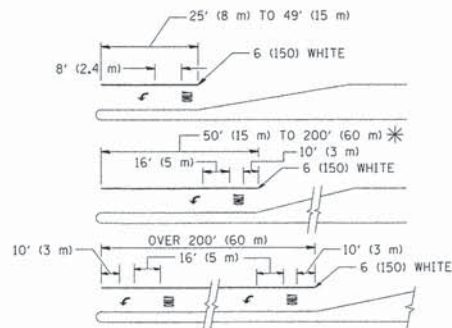 25' (8 m) TO 49' (15 m)
6 (150) WHITE
8' (2.4 m)
50' (15 m) TO 200' (60 m) *
10' (3 m)
16' (5 m)
6 (150) WHITE
OVER 200' (60 m)
10' (3 m)
10' (3 m)
16' (5 m)
6 (150) WHITE